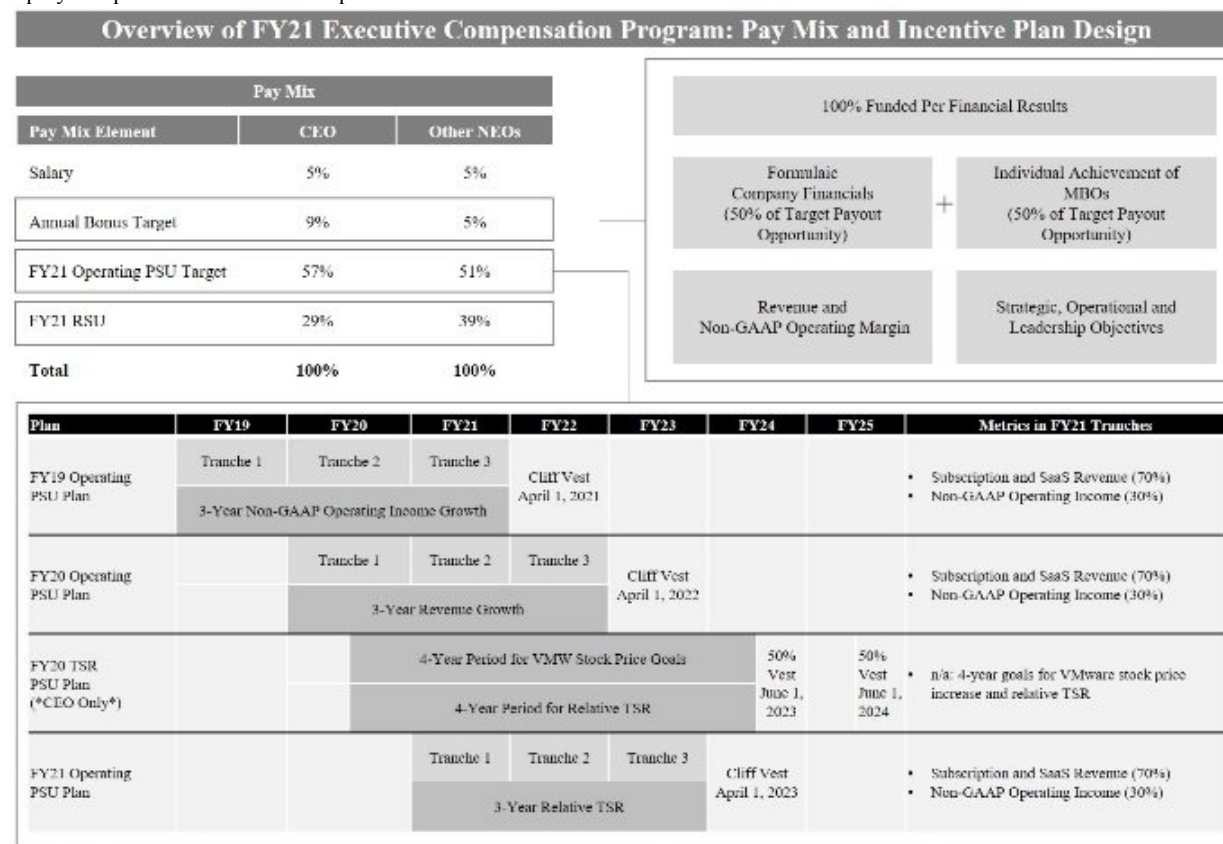 Overview of FY21 Executive Compensation Program: Pay Mix and Incentive Plan Design
Pay Mix
Pay Mix Element CEO Other NEOs
Salary 5% 5%
Annual Bonus Target 9% 5%
FY21 Operating PSU Target 57% 51%
FY21 RSU 29% 39%
Total 100% 100%
100% Funded Per Financial Results
Formulaic
Company Financials
(50% of Target Payout
Opportunity)
+
Individual Achievement of
MBOs
(50% of Target Payout
Opportunity)
Revenue and
Non-GAAP Operating Margin
Strategic, Operational and
Leadership Objectives
Plan FY19 FY20 FY21 FY22 FY23 FY24 FY25 Metrics in FY21 Tranches
FY19 Operating
PSU Plan
Tranche 1 Tranche 2 Tranche 3
3-Year Non-GAAP Operating Income Growth
Cliff Vest
April 1, 2021
• Subscription and SaaS Revenue (70%)
• Non-GAAP Operating Income (30%)
FY20 Operating
PSU Plan
Tranche 1 Tranche 2 Tranche 3
3-Year Revenue Growth
Cliff Vest
April 1, 2022
• Subscription and SaaS Revenue (70%)
• Non-GAAP Operating Income (30%)
FY20 TSR
PSU Plan
(*CEO Only*)
4-Year Period for VMW Stock Price Goals
4-Year Period for Relative TSR
50%
Vest
June 1,
2023
50%
Vest
June 1,
2024
• n/a: 4-year goals for VMware stock price
increase and relative TSR
FY21 Operating
PSU Plan
Tranche 1 Tranche 2 Tranche 3
3-Year Relative TSR
Cliff Vest
April 1, 2023
• Subscription and SaaS Revenue (70%)
• Non-GAAP Operating Income (30%)